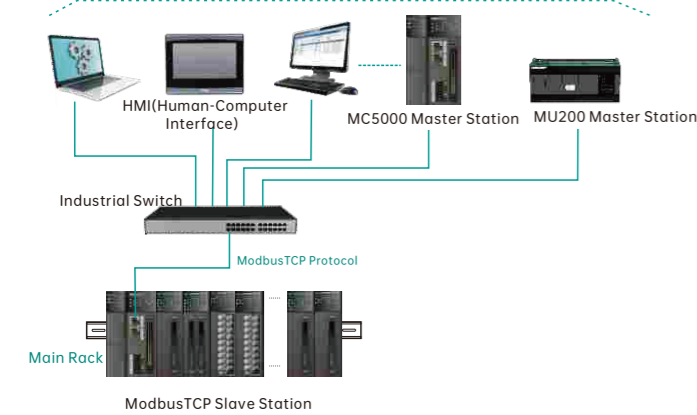 HMI(Human-Computer
Interface)
MC5000 Master Station
MU200 Master Station
Industrial Switch
ModbusTCP Protocol
Main Rack
ModbusTCP Slave Station